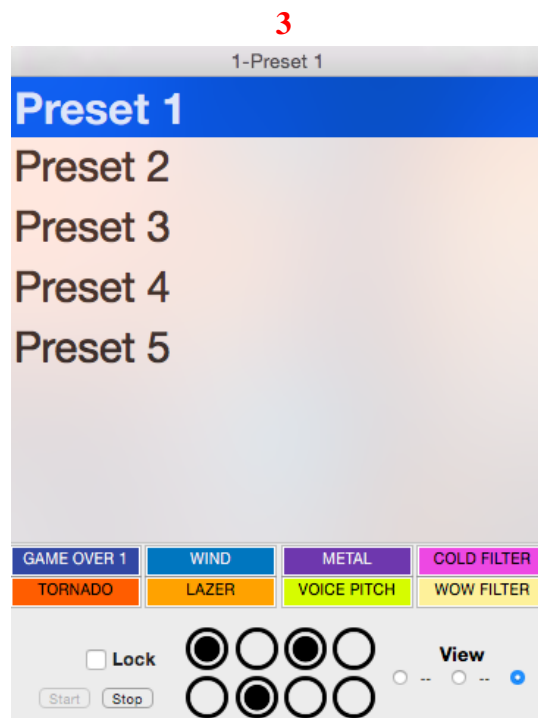 3
1-Preset 1
Preset 1
Preset 2
Preset 3
Preset 4
Preset 5
GAME OVER 1 WIND METAL COLD FILTER
TORNADO LAZER VOICE PITCH WOW FILTER
Lock View
-- --
Start Stop